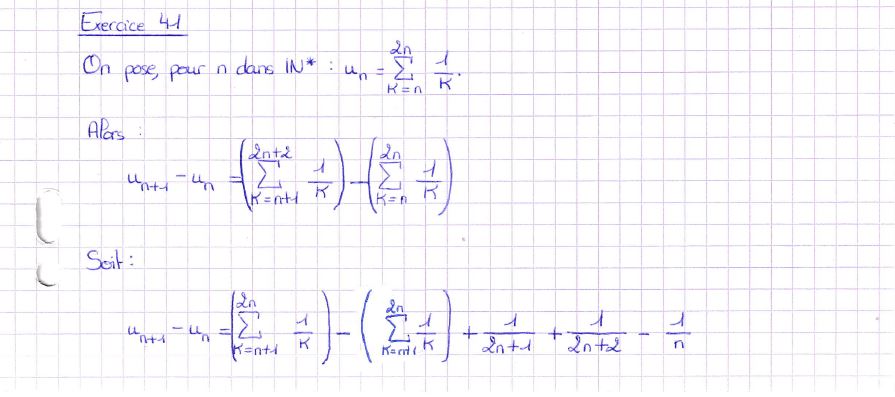 Exercice 41
On pose, pour n dans IN* : u_n = \sum_{K=n}^{2n} \frac{1}{K}.
Alors :
u_{n+1} - u_n = \left( \sum_{K=n+1}^{2n+2} \frac{1}{K} \right) - \left( \sum_{K=n}^{2n} \frac{1}{K} \right)
Soit :
u_{n+1} - u_n = \left( \sum_{K=n+1}^{2n} \frac{1}{K} \right) - \left( \sum_{K=n+1}^{2n} \frac{1}{K} \right) + \frac{1}{2n+1} + \frac{1}{2n+2} - \frac{1}{n}